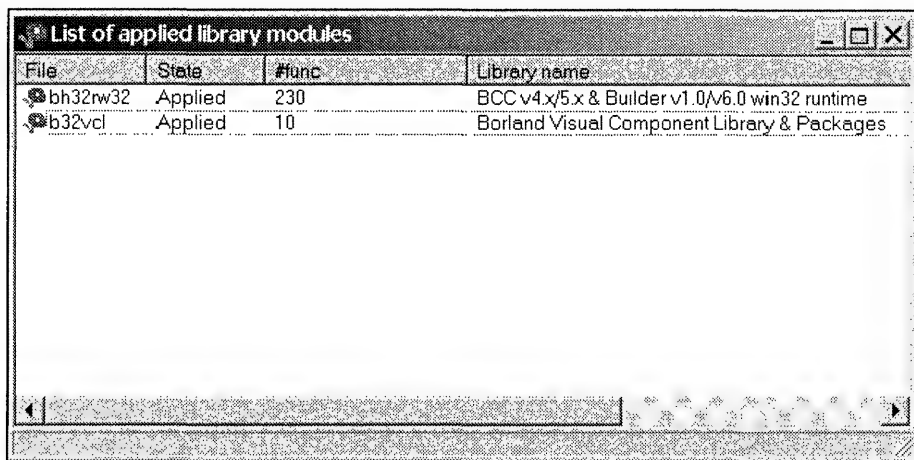 List of applied library modules
File State #func Library name
bh32rw32 Applied 230 BCC v4.x/5.x & Builder v1.0/v6.0 win32 runtime
b32vcl Applied 10 Borland Visual Component Library & Packages